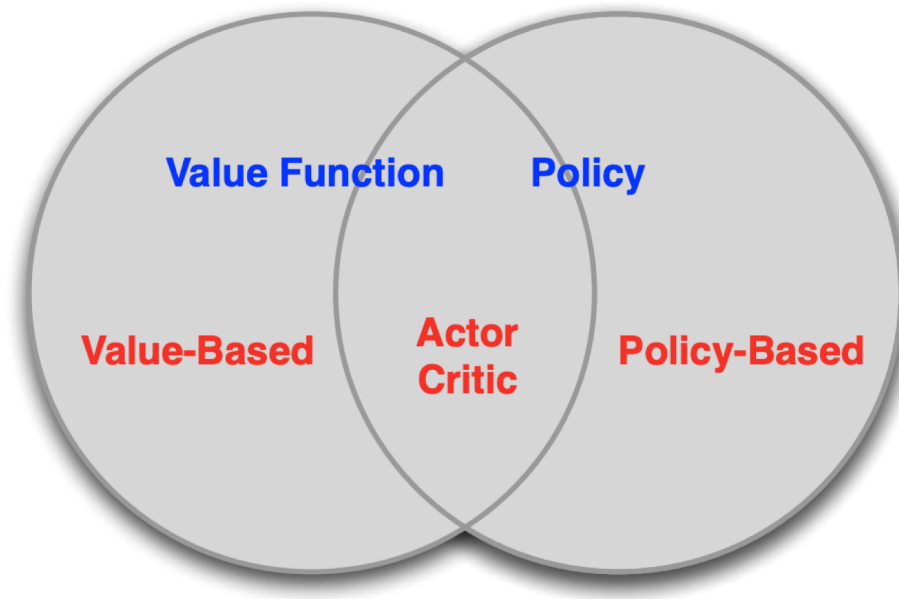 Value Function
Policy
Value-Based
Actor
Critic
Policy-Based